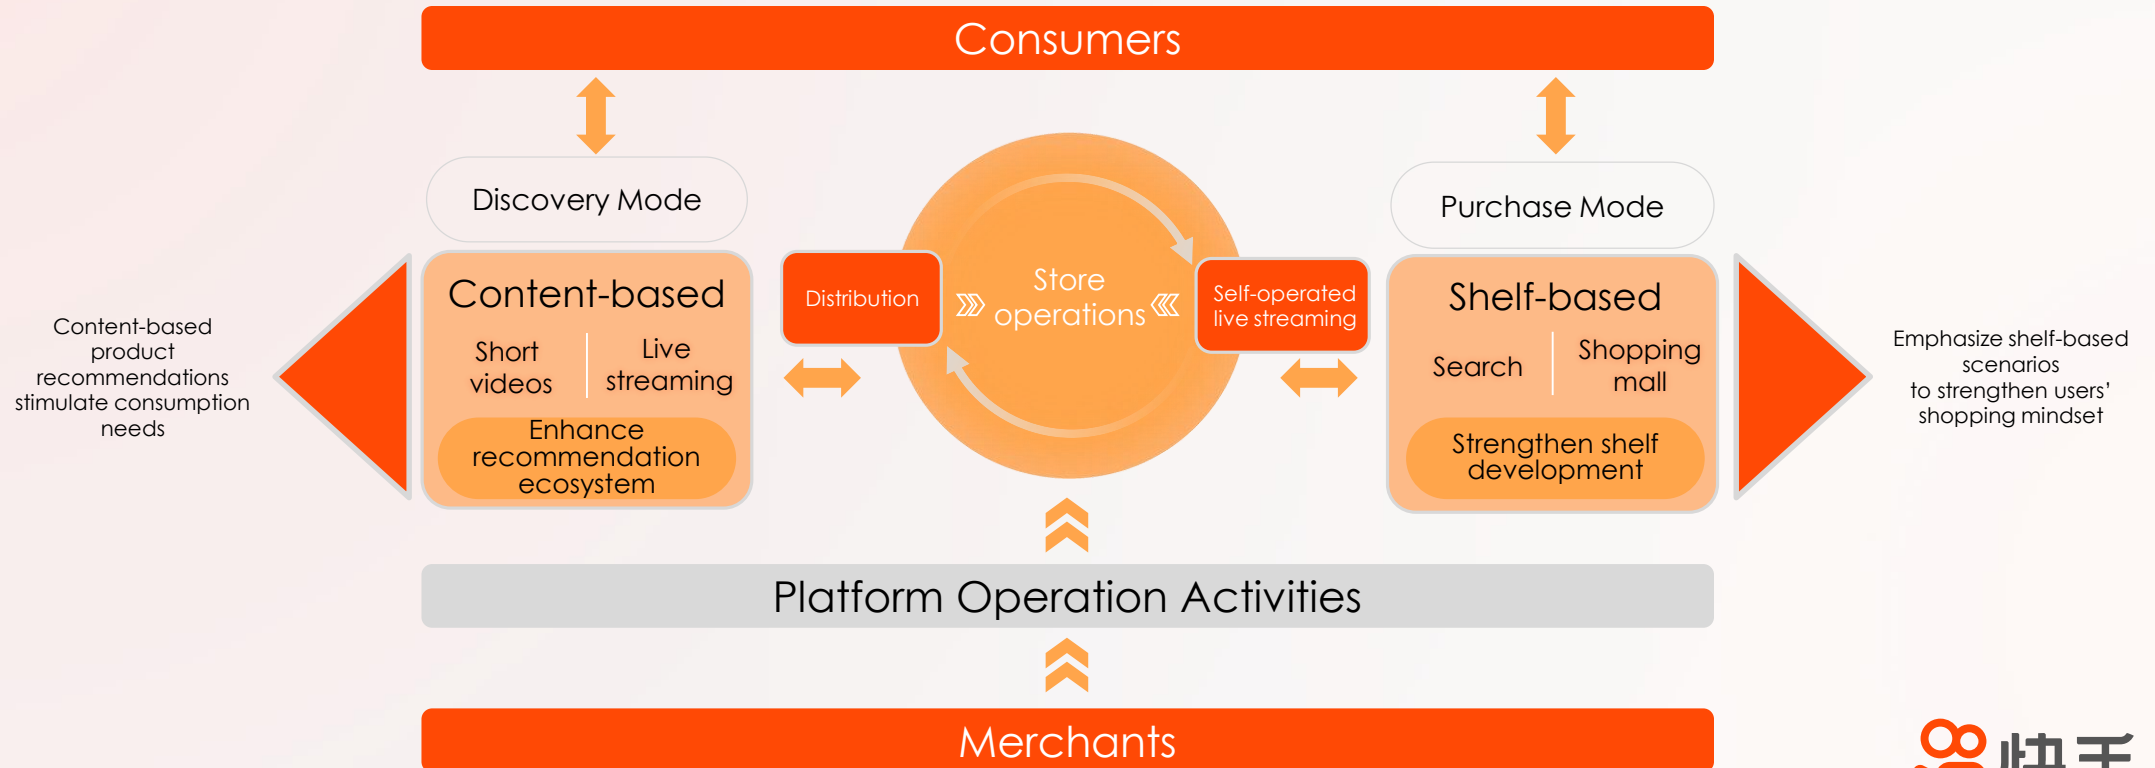 Consumers
Discovery Mode
Purchase Mode
Content-based
Short
videos
Live
streaming
Enhance
recommendation
ecosystem
Distribution
Store
operations
Self-operated
live streaming
Shelf-based
Search
Shopping
mall
Strengthen shelf
development
Content-based
product
recommendations
stimulate consumption
needs
Emphasize shelf-based
scenarios
to strengthen users’
shopping mindset
Platform Operation Activities
Merchants
快手